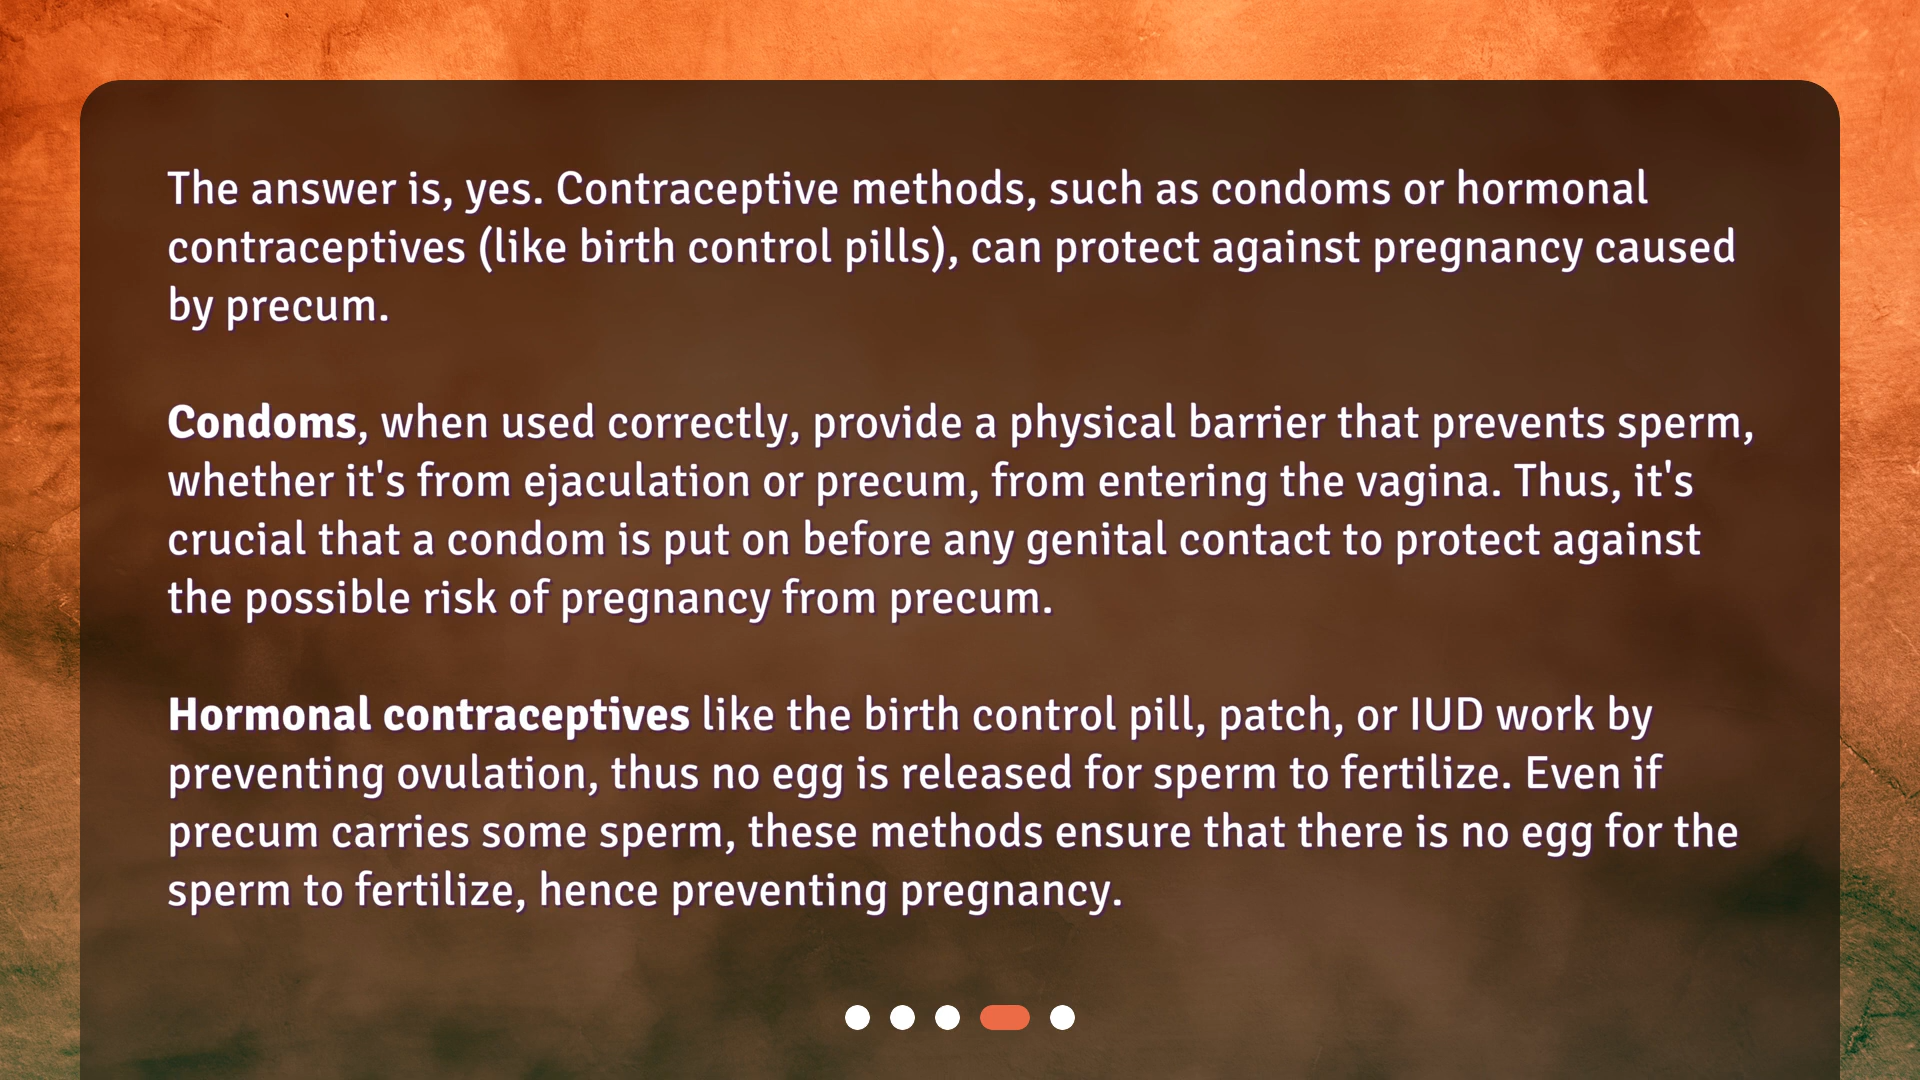 The answer is, yes. Contraceptive methods, such as condoms or hormonal
contraceptives (like birth control pills), can protect against pregnancy caused
by precum.
Condoms, when used correctly, provide a physical barrier that prevents sperm,
whether it's from ejaculation or precum, from entering the vagina. Thus, it's
crucial that a condom is put on before any genital contact to protect against
the possible risk of pregnancy from precum.
Hormonal contraceptives like the birth control pill, patch, or IUD work by
preventing ovulation, thus no egg is released for sperm to fertilize. Even if
precum carries some sperm, these methods ensure that there is no egg for the
sperm to fertilize, hence preventing pregnancy.